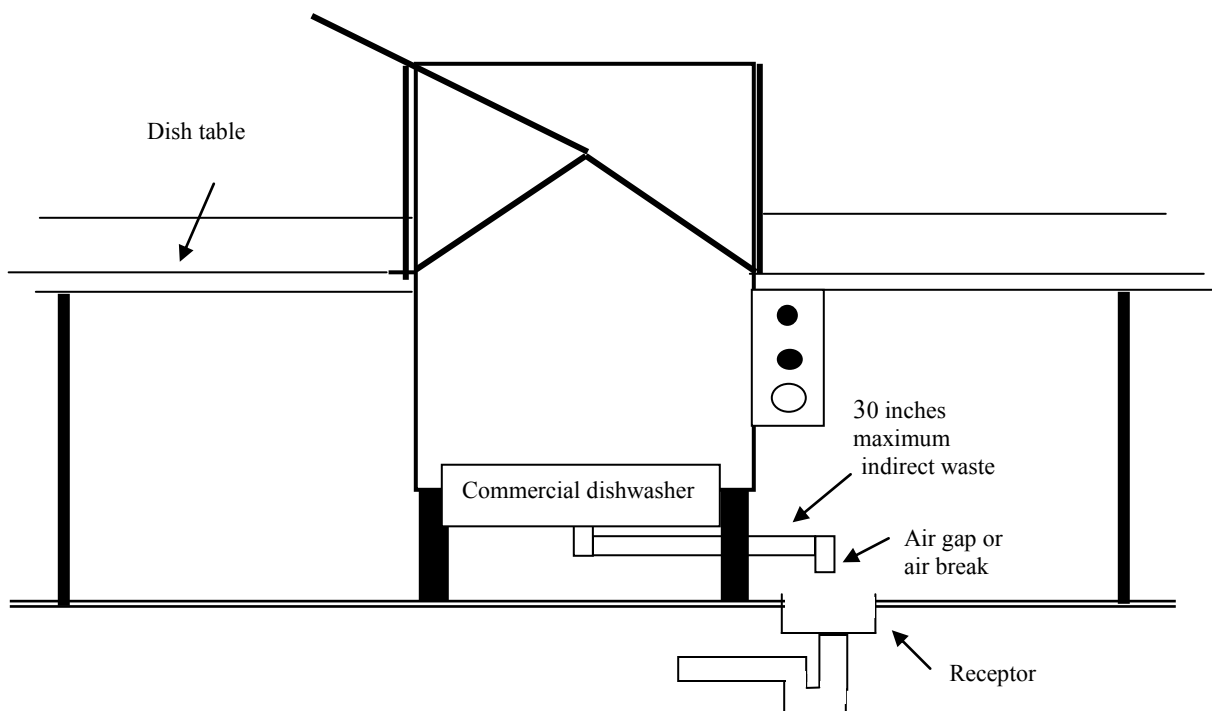 Dish table
30 inches
maximum
indirect waste
Commercial dishwasher
Air gap or
air break
Receptor